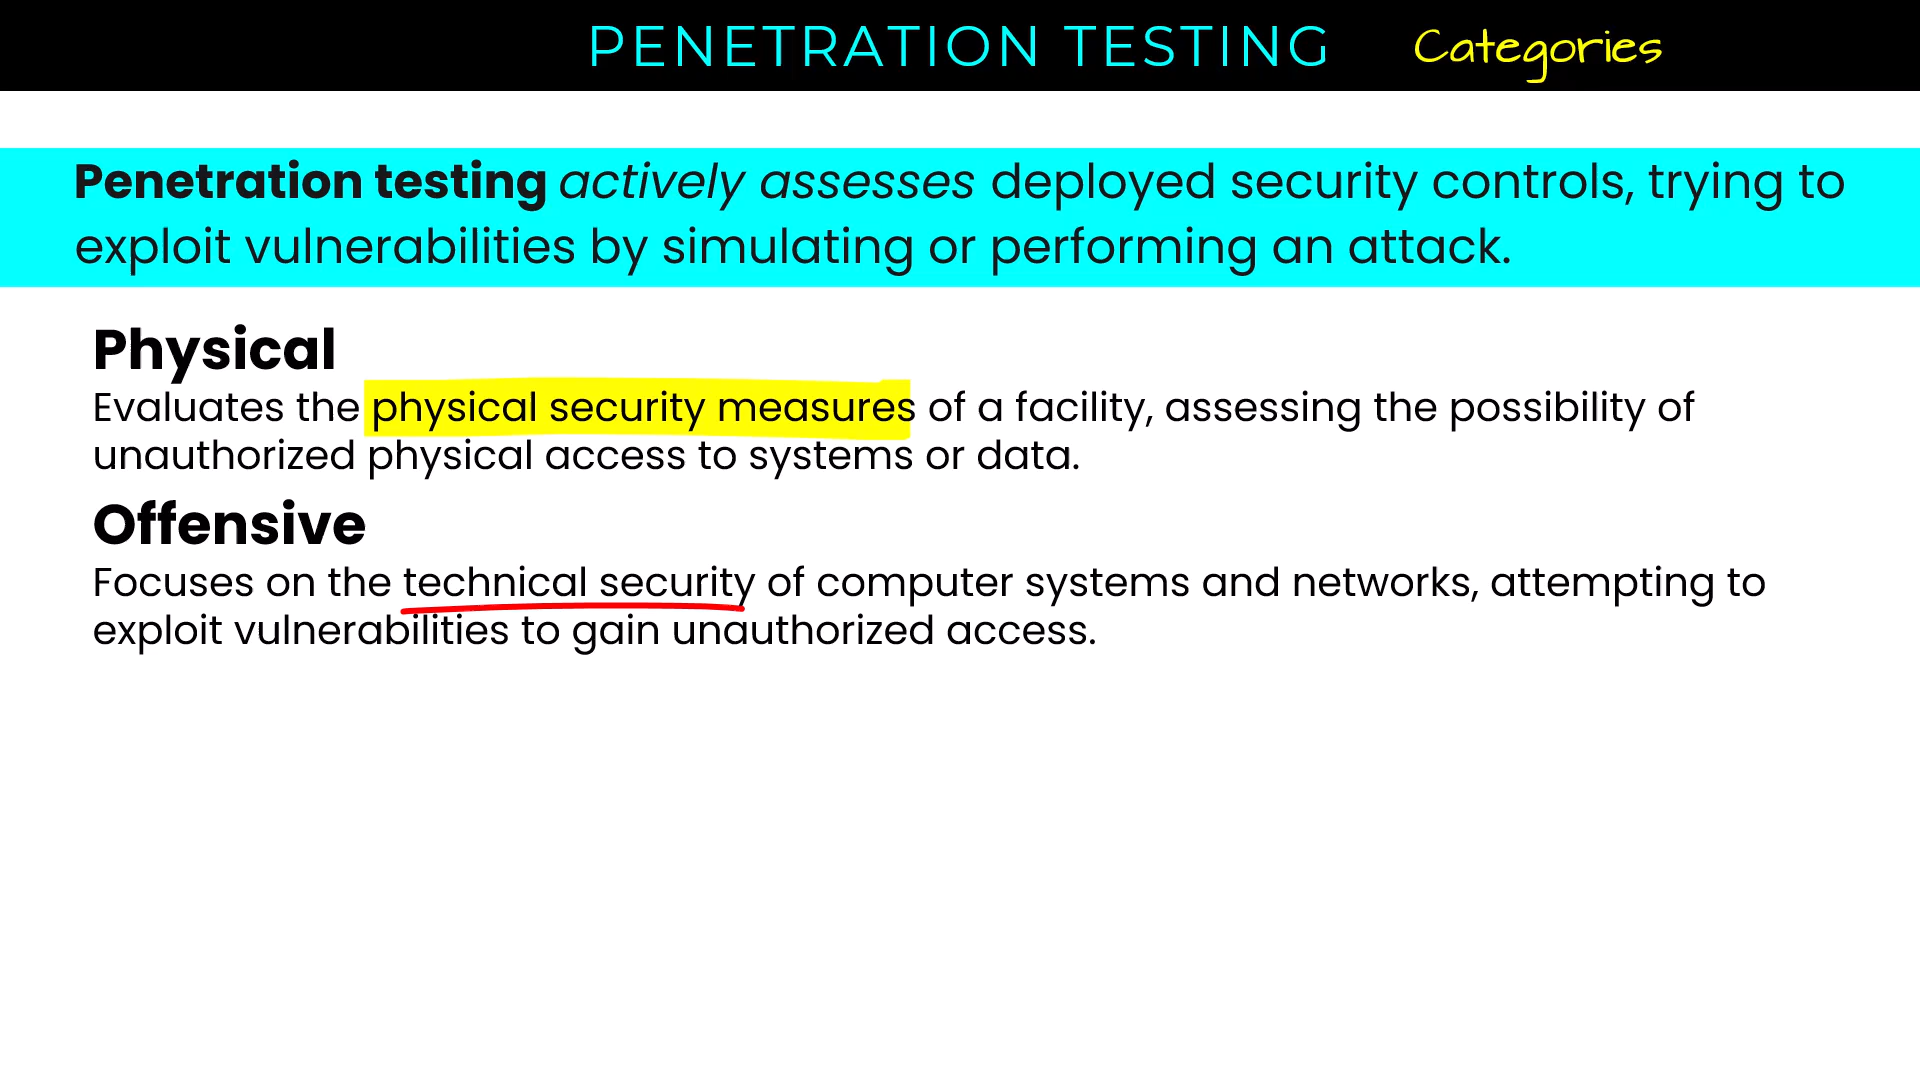 PENETRATION TESTING Categories
Penetration testing actively assesses deployed security controls, trying to
exploit vulnerabilities by simulating or performing an attack.
Physical
Evaluates the physical security measures of a facility, assessing the possibility of
unauthorized physical access to systems or data.
Offensive
Focuses on the technical security of computer systems and networks, attempting to
exploit vulnerabilities to gain unauthorized access.